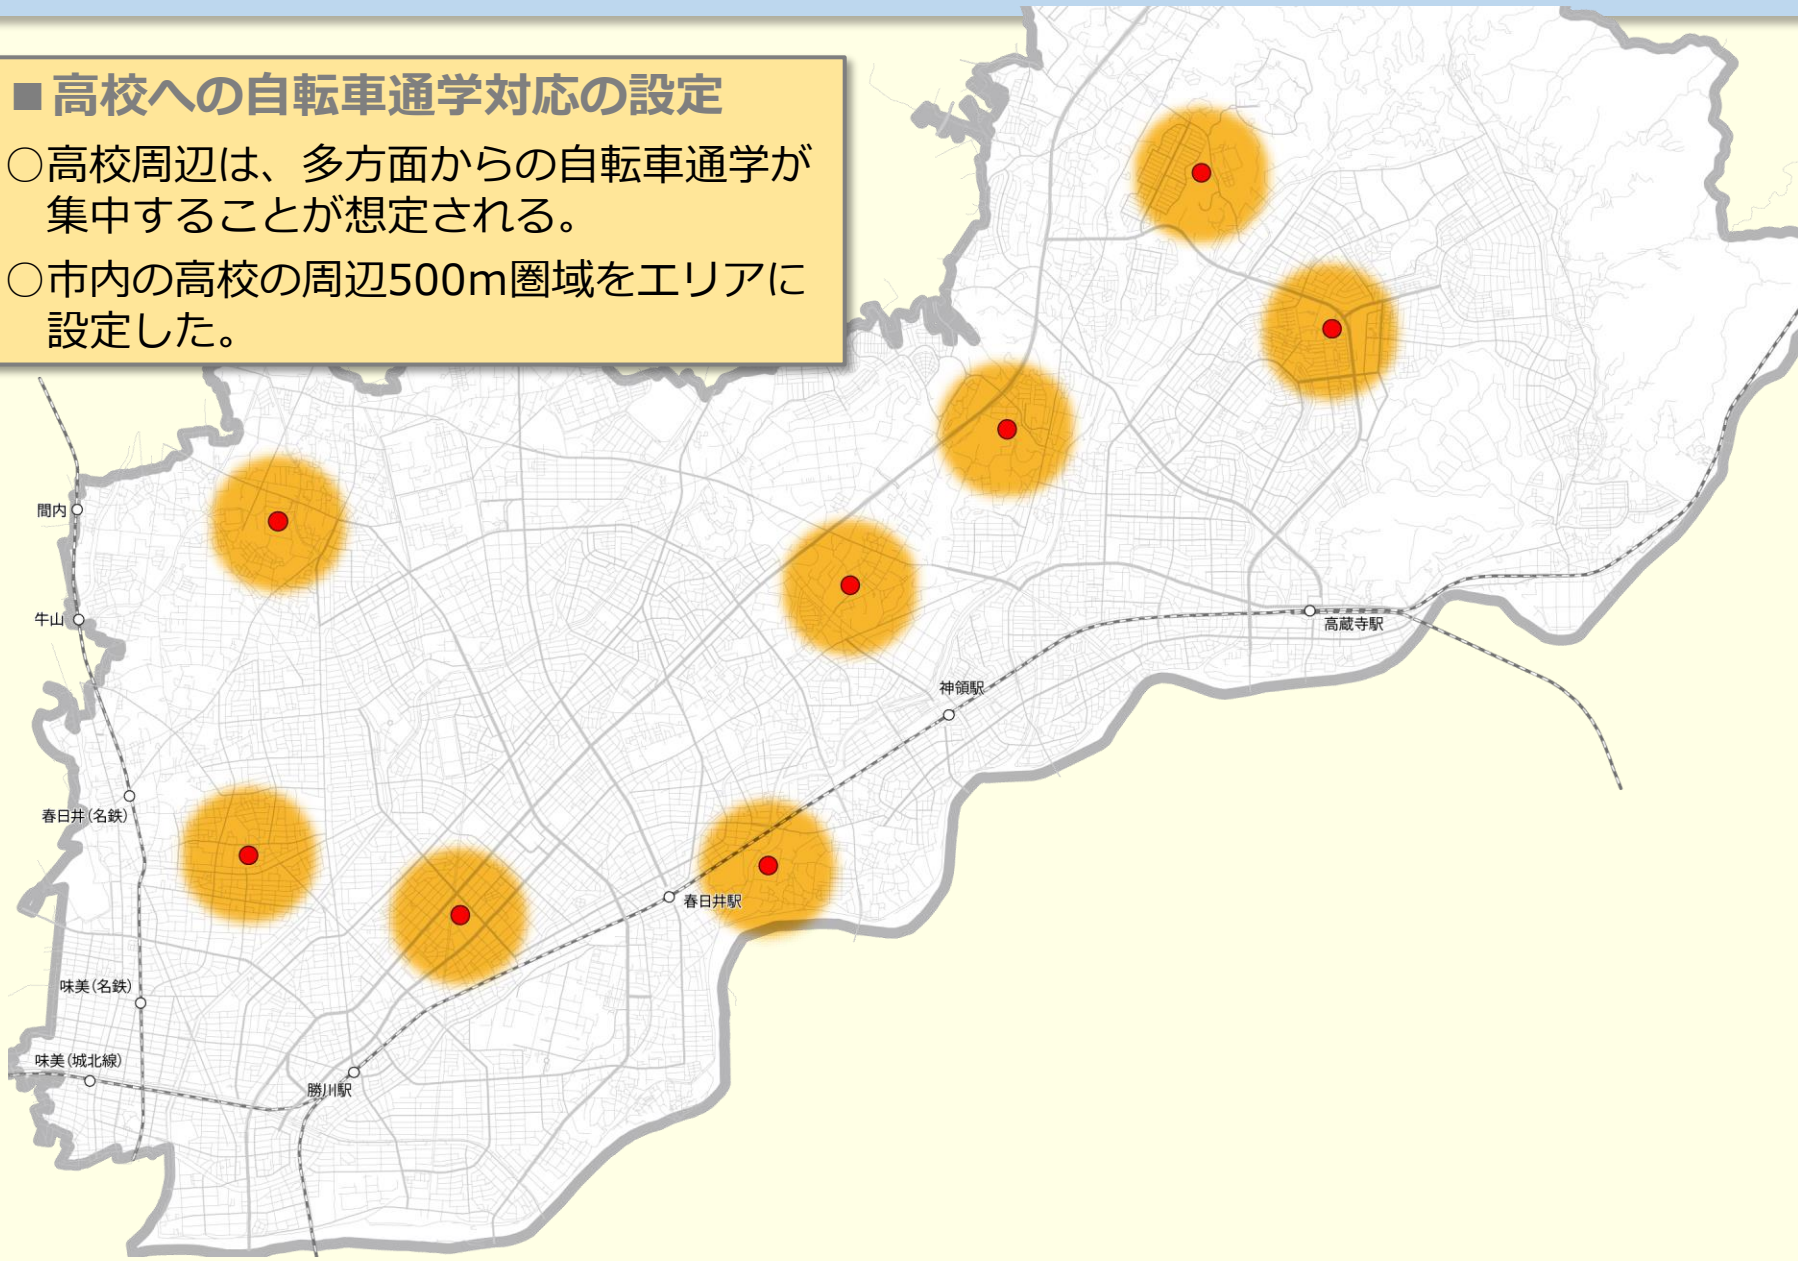 ■高校への自転車通学対応の設定
○高校周辺は、多方面からの自転車通学が
集中することが想定される。
○市内の高校の周辺500m圏域をエリアに
設定した。
間内
牛山
高蔵寺駅
神領駅
春日井(名鉄)
春日井駅
味美(名鉄)
味美(城北線)
勝川駅